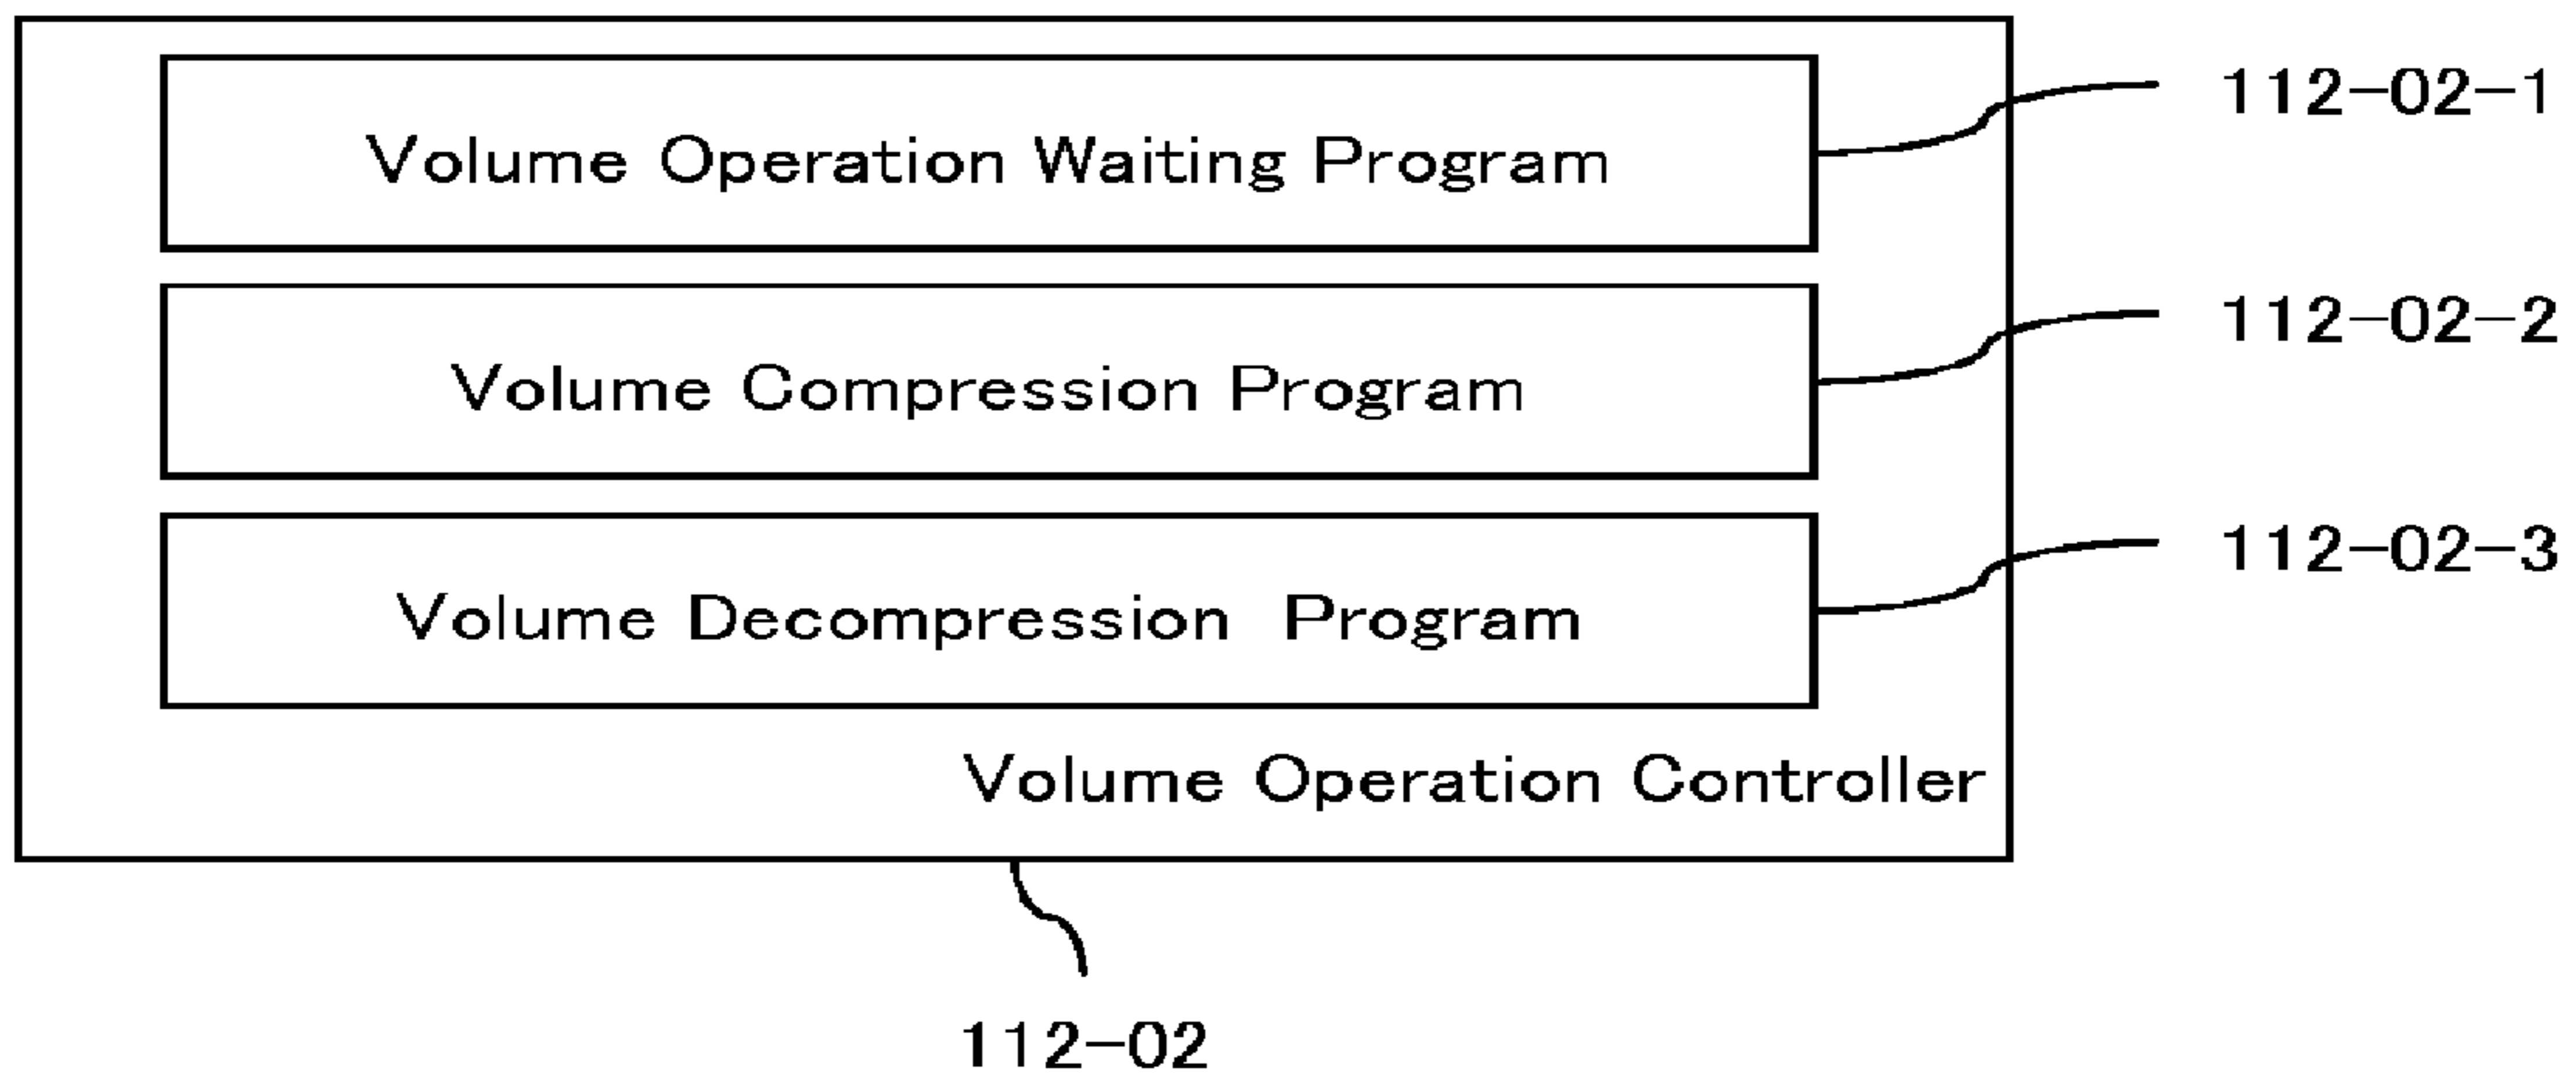 Volume Operation Waiting Program
112-02-1
Volume Compression Program
112-02-2
Volume Decompression Program
112-02-3
Volume Operation Controller
112-02